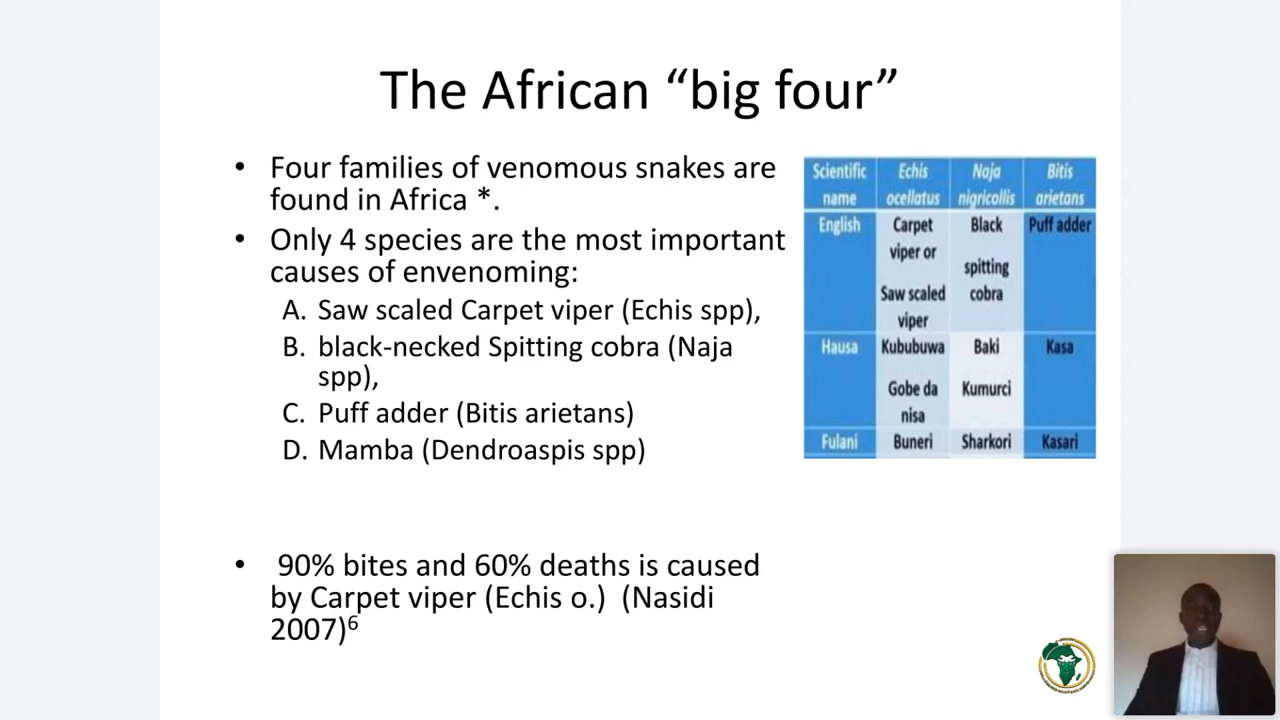 The African “big four”
• Four families of venomous snakes are
found in Africa *.
• Only 4 species are the most important
causes of envenoming:
A. Saw scaled Carpet viper (Echis spp),
B. black-necked Spitting cobra (Naja
spp),
C. Puff adder (Bitis arietans)
D. Mamba (Dendroaspis spp)
• 90% bites and 60% deaths is caused
by Carpet viper (Echis o.) (Nasidi
2007)⁶
Scientific Echis Naja Bitis
name ocellatus nigricollis arietans
English Carpet Black Puff adder
viper or
spitting
cobra
Saw scaled
viper
Hausa Kububuwa Baki Kasa
Gobe da Kumurci
nisa
Fulani Buneri Sharkori Kasari